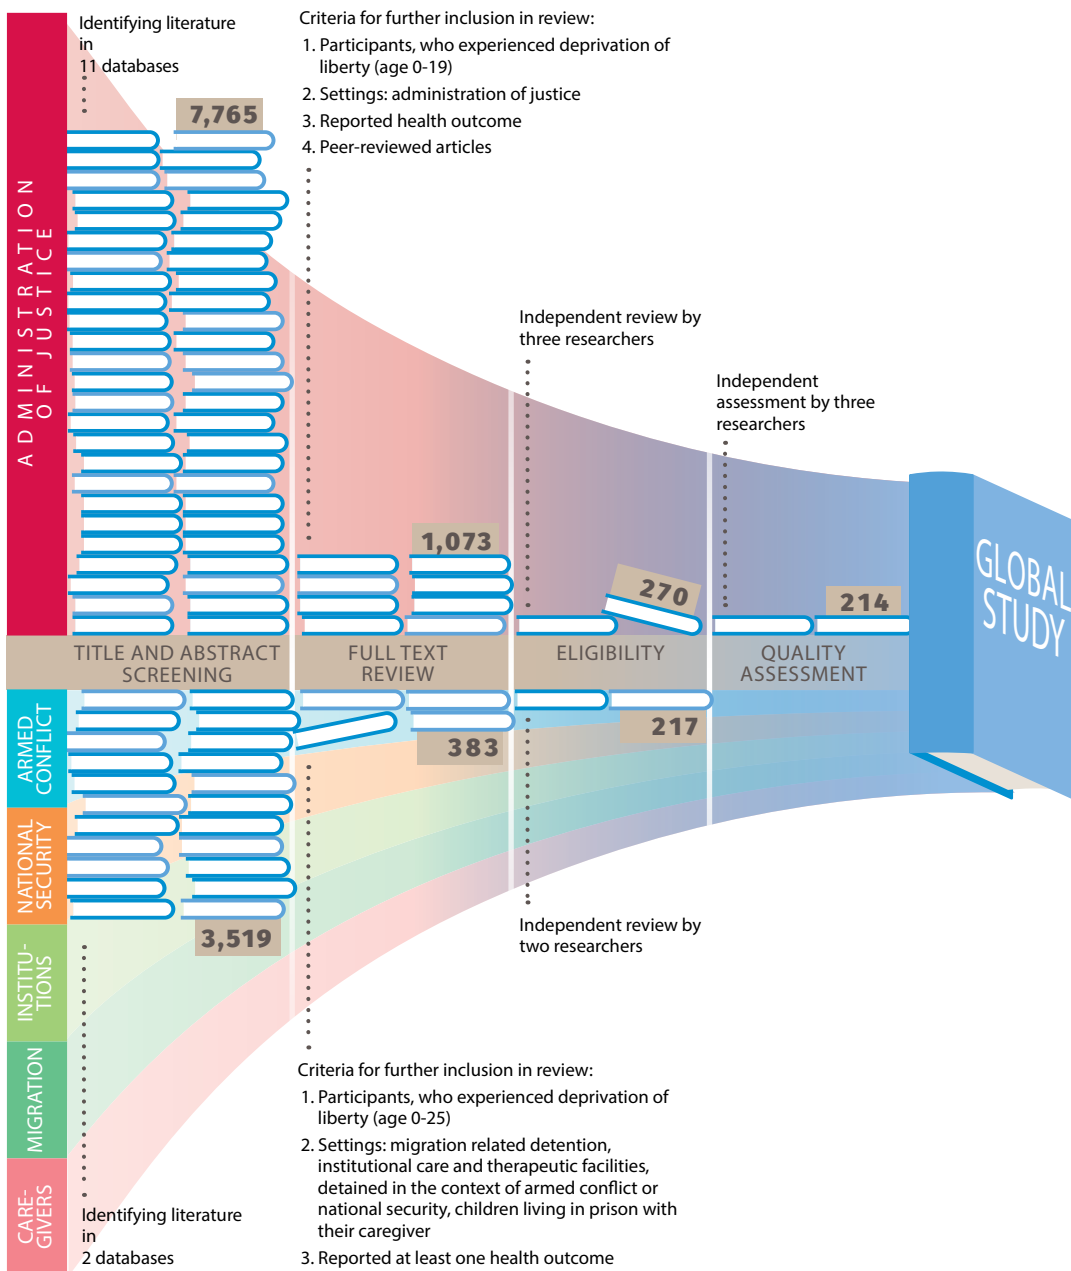 Identifying literature
in
11 databases
Criteria for further inclusion in review:
1. Participants, who experienced deprivation of
liberty (age 0-19)
2. Settings: administration of justice
3. Reported health outcome
4. Peer-reviewed articles
7,765
ADMINISTRATION
OF JUSTICE
Independent review by
three researchers
Independent
assessment by three
researchers
1,073
270
214
GLOBAL
STUDY
TITLE AND ABSTRACT
SCREENING
FULL TEXT
REVIEW
ELIGIBILITY
QUALITY
ASSESSMENT
ARMED
CONFLICT
383
217
NATIONAL
SECURITY
3,519
Independent review by
two researchers
INSTITU-
TIONS
MIGRATION
CARE-
GIVERS
Criteria for further inclusion in review:
1. Participants, who experienced deprivation of
liberty (age 0-25)
2. Settings: migration related detention,
institutional care and therapeutic facilities,
detained in the context of armed conflict or
national security, children living in prison with
their caregiver
3. Reported at least one health outcome
Identifying literature
in
2 databases